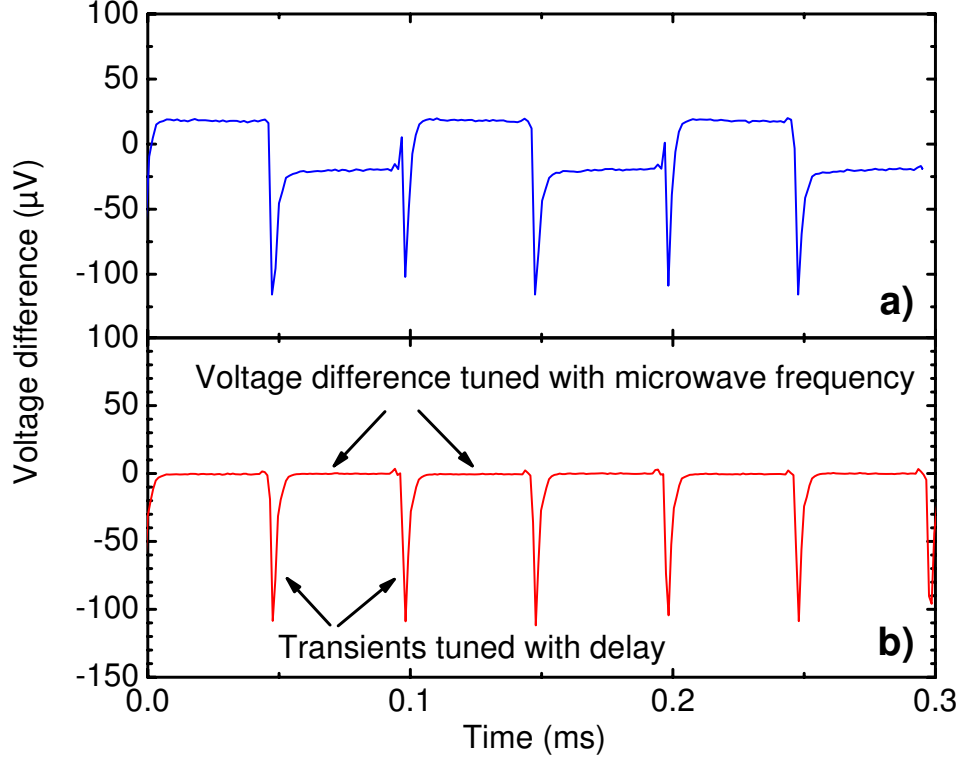 100
50
0
-50
-100
a)
Voltage difference (µV)
100
50
0
-50
-100
-150
Voltage difference tuned with microwave frequency
Transients tuned with delay
b)
0.0
0.1
0.2
0.3
Time (ms)